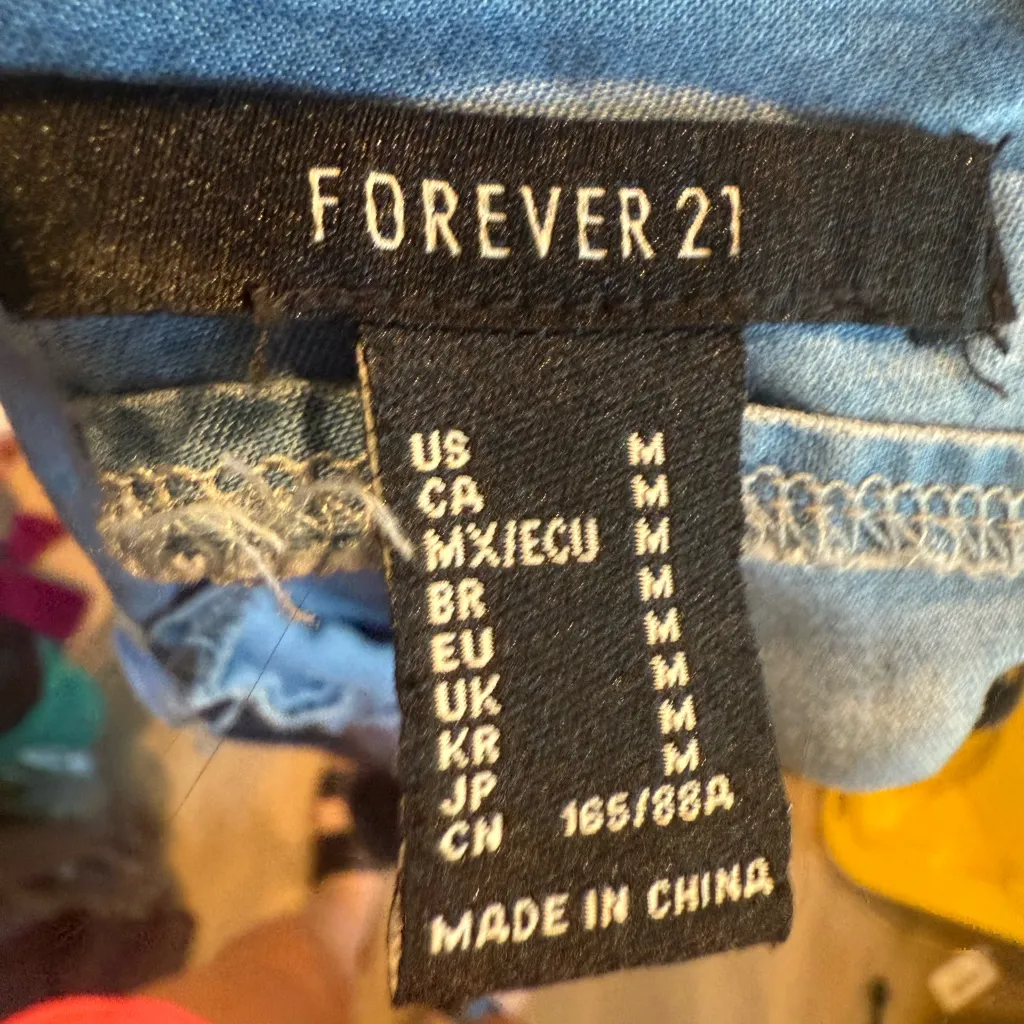 FOREVER 21
US M
CA M
MX/ECU M
BR M
EU M
UK M
KR M
JP M
CN 165/88A
MADE IN CHINA